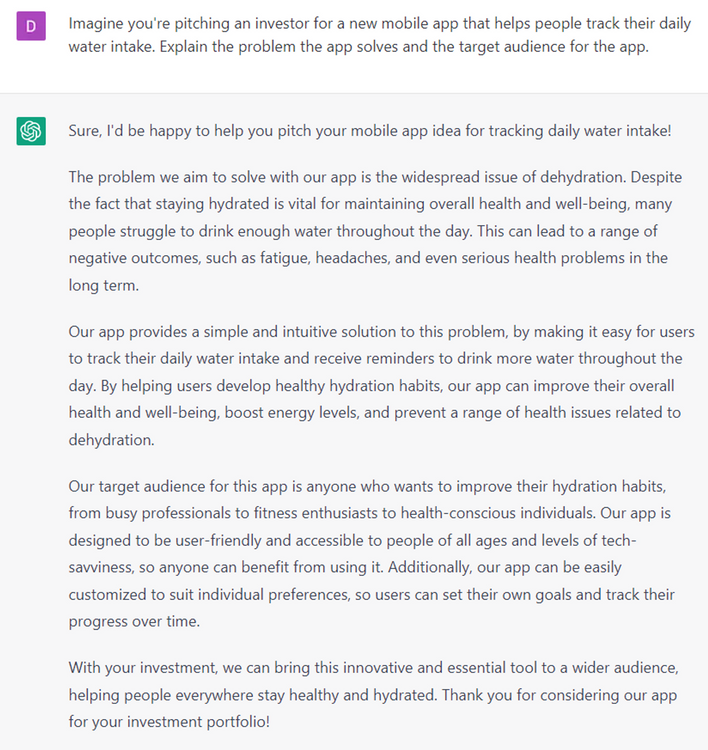 D
Imagine you're pitching an investor for a new mobile app that helps people track their daily
water intake. Explain the problem the app solves and the target audience for the app.
Sure, I'd be happy to help you pitch your mobile app idea for tracking daily water intake!
The problem we aim to solve with our app is the widespread issue of dehydration. Despite
the fact that staying hydrated is vital for maintaining overall health and well-being, many
people struggle to drink enough water throughout the day. This can lead to a range of
negative outcomes, such as fatigue, headaches, and even serious health problems in the
long term.
Our app provides a simple and intuitive solution to this problem, by making it easy for users
to track their daily water intake and receive reminders to drink more water throughout the
day. By helping users develop healthy hydration habits, our app can improve their overall
health and well-being, boost energy levels, and prevent a range of health issues related to
dehydration.
Our target audience for this app is anyone who wants to improve their hydration habits,
from busy professionals to fitness enthusiasts to health-conscious individuals. Our app is
designed to be user-friendly and accessible to people of all ages and levels of tech-
savviness, so anyone can benefit from using it. Additionally, our app can be easily
customized to suit individual preferences, so users can set their own goals and track their
progress over time.
With your investment, we can bring this innovative and essential tool to a wider audience,
helping people everywhere stay healthy and hydrated. Thank you for considering our app
for your investment portfolio!